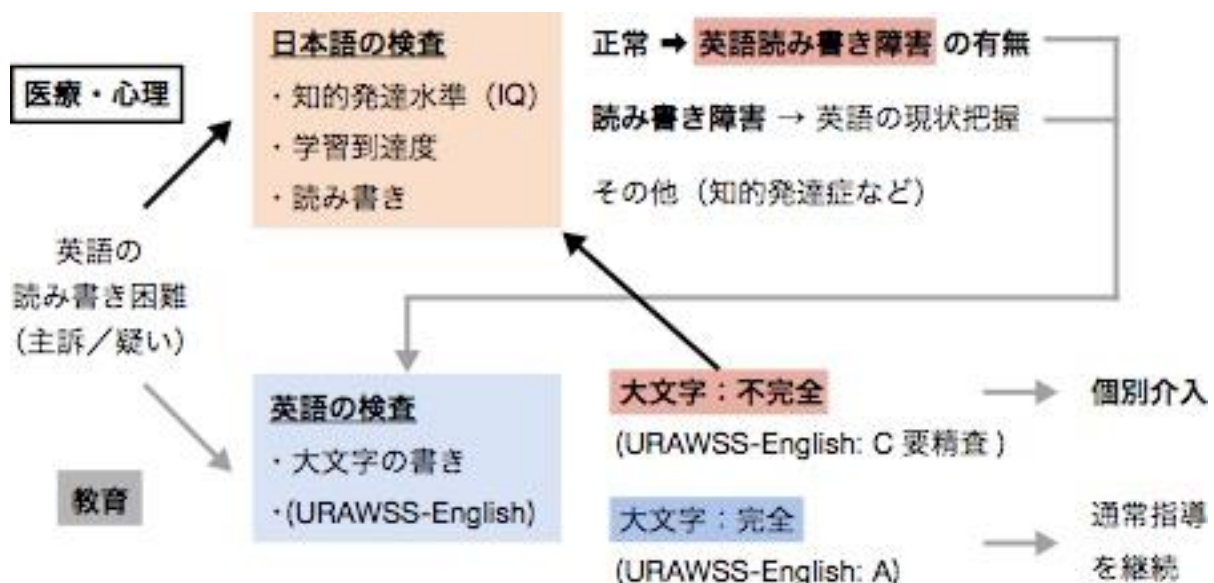 医療・心理
英語の
読み書き困難
(主訴／疑い)
教育
日本語の検査
・知的発達水準（IQ）
・学習到達度
・読み書き
正常 ➡ 英語読み書き障害 の有無
読み書き障害 → 英語の現状把握
その他（知的発達症など）
英語の検査
・大文字の書き
・(URAWSS-English)
大文字：不完全
(URAWSS-English: C 要精査 )
個別介入
大文字：完全
(URAWSS-English: A)
通常指導
を継続